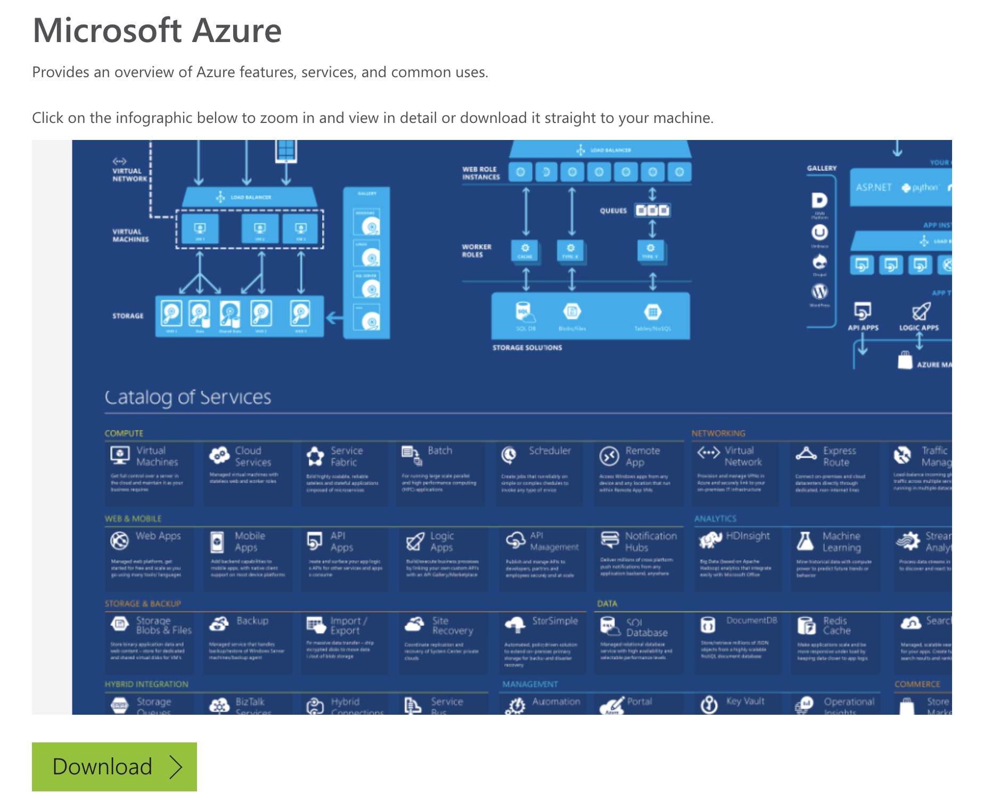 Microsoft Azure
Provides an overview of Azure features, services, and common uses.
Click on the infographic below to zoom in and view in detail or download it straight to your machine.
VIRTUAL
NETWORK
LOAD BALANCER
GALLERY
WINDOWS
LINUX
SQL SERVER
VIRTUAL
MACHINES
VM 1
VM 2
VM 3
STORAGE
VHD 1
Data
Shared Data
VHD 2
VHD 3
LOAD BALANCER
WEB ROLE
INSTANCES
QUEUES
WORKER
ROLES
CACHE
TYPE: X
TYPE: Y
SQL
SQL DB
Blobs/files
Tables/NoSQL
STORAGE SOLUTIONS
GALLERY
DNN
Platform
Umbraco
Drupal
WordPress
YOUR
ASP.NET
python
APP INS
LOAD B
APP T
API APPS
LOGIC APPS
AZURE MA
Catalog of Services
COMPUTE
Virtual
Machines
Get full control over a server in
the cloud and maintain it as your
business requires
Cloud
Services
Managed virtual machines with
stateless web and worker roles
Service
Fabric
Build highly scalable, reliable
stateless and stateful applications
composed of microservices
Batch
For running large scale parallel
and high performance computing
(HPC) applications
Scheduler
Create jobs that run reliably on
simple or complex schedules to
invoke any type of
Remote
App
Access Windows apps from any
device and any location that run
within Remote App VMs
NETWORKING
Virtual
Network
Provision and manage VPNs in
Azure and securely link to your
on-premises IT infrastructure
Express
Route
Connect on-premises and cloud
datacenters directly through
dedicated, non-internet lines
Traffic
Manag
Load-balance incoming gl
traffic across multiple serv
running in multiple datace
WEB & MOBILE
Web Apps
Managed web platform, get
started for free and scale as you
go using many tools/ languages
Mobile
Apps
Add backend capabilities to
mobile apps, with native client
support on most device platforms
API
Apps
Create and surface your app logic
as APIs for other services and apps
to consume
Logic
Apps
Build/execute business processes
by linking your own custom APIs
with an API Gallery/Marketplace
API
Management
Publish and manage APIs to
developers, partners and
employees securely and at scale
Notification
Hubs
Deliver millions of cross platform
push notifications from any
application backend, anywhere
ANALYTICS
HDInsight
Big Data (based on Apache
Hadoop) analytics that integrate
easily with Microsoft Office
Machine
Learning
Mine historical data with compute
power to predict future trends or
behavior
Strear
Analyt
Process data streams in
to discover and react to
STORAGE & BACKUP
Storage
Blobs & Files
Store binary application data and
web content – store for dedicated
and shared virtual disks for VM's
Backup
Managed service that handles
backup/restore of Windows Server
machines/backup agent
Import /
Export
For massive data transfer – ship
encrypted disks to move data
in/out of blob storage
Site
Recovery
Coordinate replication and
recovery of System Center private
clouds
StorSimple
Automated, policy driven solution
to extend on-premises primary
storage for backup and disaster
recovery
DATA
SQL
SQL
Database
Managed relational database
service with high availability and
selectable performance levels
DocumentDB
Store/retrieve millions of JSON
objects from a highly scalable
NoSQL document database
Redis
Cache
Make applications scale and be
more responsive under load by
keeping data closer to app logic
Search
Managed, scalable sear
for your apps. Create tu
search results and ranki
HYBRID INTEGRATION
Storage
Queues
BizTalk
Services
Hybrid
Connections
Service
Bus
MANAGEMENT
Automation
Azure
Portal
Key Vault
Operational
Insights
COMMERCE
Store
Marke
Download